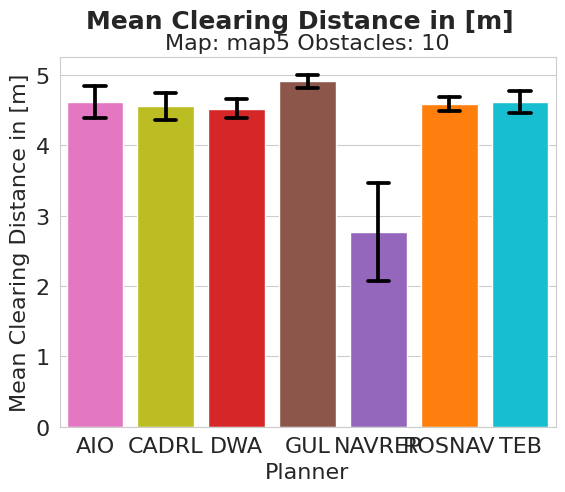 Mean Clearing Distance in [m]
Map: map5 Obstacles: 10
Mean Clearing Distance in [m]
5
4
3
2
1
0
AIO CADRL DWA GUL NAVREP ROSNAV TEB
Planner